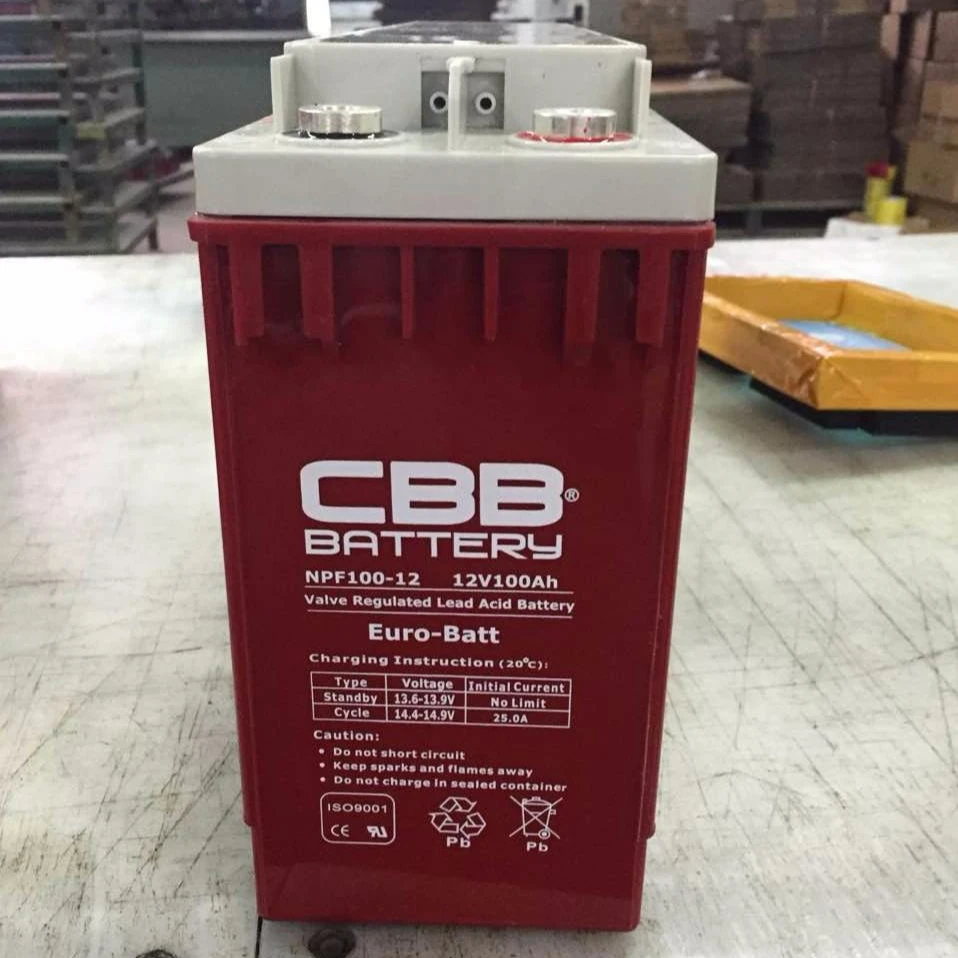 CBB®
BATTERY
NPF100-12 12V100Ah
Valve Regulated Lead Acid Battery
Euro-Batt
Charging Instruction (20℃):
Type Voltage Initial Current
Standby 13.6-13.9V No Limit
Cycle 14.4-14.9V 25.0A
Caution:
• Do not short circuit
• Keep sparks and flames away
• Do not charge in sealed container
ISO9001
CE
Pb Pb